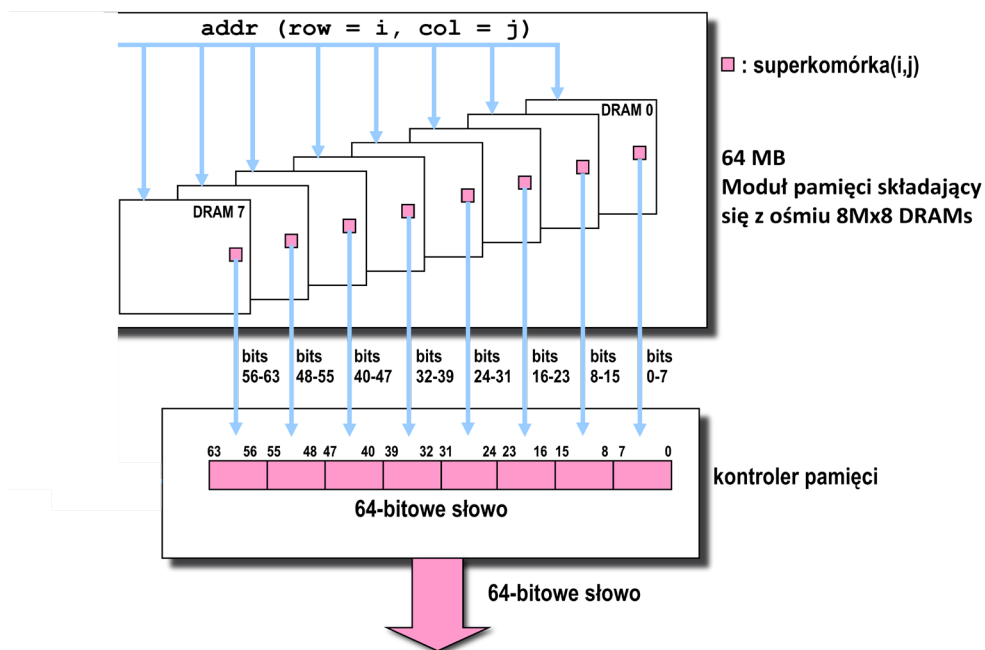 addr (row = i, col = j)
: superkomórka(i,j)
DRAM 0
64 MB
Moduł pamięci składający
się z ośmiu 8Mx8 DRAMs
DRAM 7
bits
56-63
bits
48-55
bits
40-47
bits
32-39
bits
24-31
bits
16-23
bits
8-15
bits
0-7
63 56 55 48 47 40 39 32 31 24 23 16 15 8 7 0
kontroler pamięci
64-bitowe słowo
64-bitowe słowo